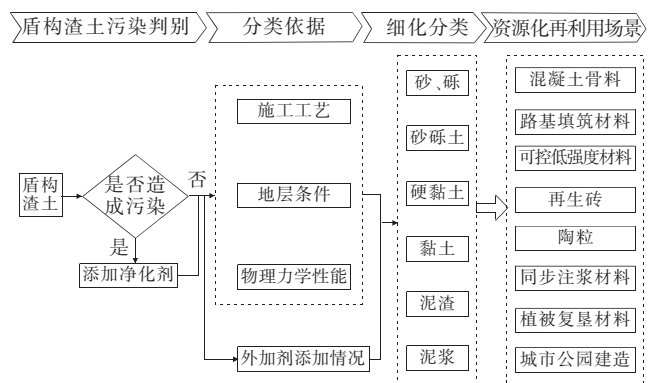 盾构渣土污染判别
分类依据
细化分类
资源化再利用场景
盾构
渣土
是否造
成污染
否
是
添加净化剂
施工工艺
地层条件
物理力学性能
外加剂添加情况
砂、砾
砂砾土
硬黏土
黏土
泥渣
泥浆
混凝土骨料
路基填筑材料
可控低强度材料
再生砖
陶粒
同步注浆材料
植被复垦材料
城市公园建造